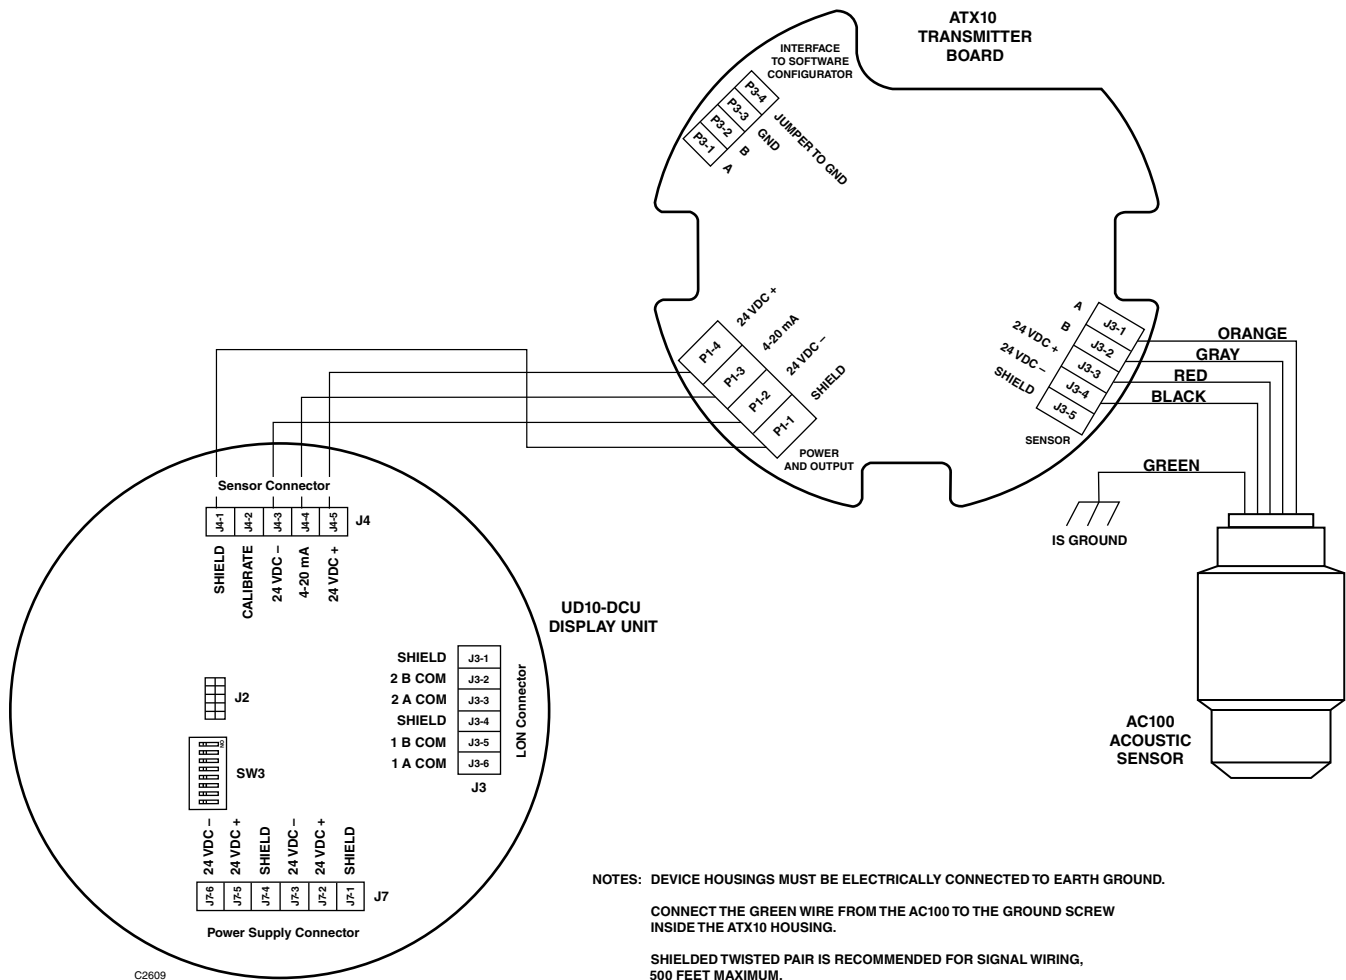 ATX10
TRANSMITTER
BOARD
INTERFACE
TO SOFTWARE
CONFIGURATOR
P3-4
P3-3
P3-2
P3-1
JUMPER TO GND
GND
B
A
24 VDC +
4-20 mA
24 VDC –
SHIELD
P1-4
P1-3
P1-2
P1-1
POWER
AND OUTPUT
A
B
24 VDC +
24 VDC –
SHIELD
J3-1
J3-2
J3-3
J3-4
J3-5
SENSOR
ORANGE
GRAY
RED
BLACK
GREEN
IS GROUND
AC100
ACOUSTIC
SENSOR
Sensor Connector
J4-1
J4-2
J4-3
J4-4
J4-5
J4
SHIELD
CALIBRATE
24 VDC –
4-20 mA
24 VDC +
UD10-DCU
DISPLAY UNIT
SHIELD J3-1
2 B COM J3-2
2 A COM J3-3
SHIELD J3-4
1 B COM J3-5
1 A COM J3-6
LON Connector
J3
J2
ON
SW3
24 VDC –
24 VDC +
SHIELD
24 VDC –
24 VDC +
SHIELD
J7-6
J7-5
J7-4
J7-3
J7-2
J7-1
J7
Power Supply Connector
C2609
NOTES: DEVICE HOUSINGS MUST BE ELECTRICALLY CONNECTED TO EARTH GROUND.
CONNECT THE GREEN WIRE FROM THE AC100 TO THE GROUND SCREW
INSIDE THE ATX10 HOUSING.
SHIELDED TWISTED PAIR IS RECOMMENDED FOR SIGNAL WIRING,
500 FEET MAXIMUM.